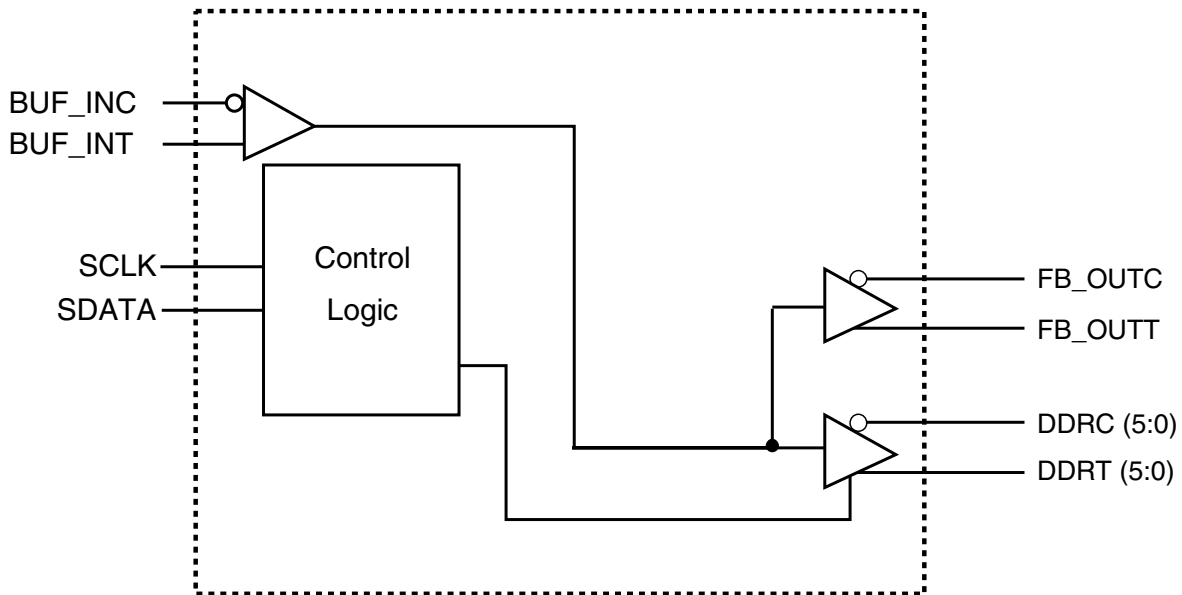 BUF_INC
BUF_INT
SCLK
SDATA
Control
Logic
FB_OUTC
FB_OUTT
DDRC (5:0)
DDRT (5:0)